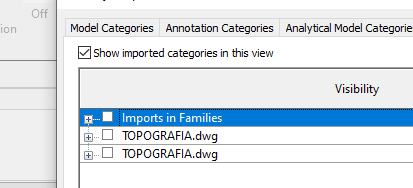 Off
Model Categories Annotation Categories Analytical Model Categories
Show imported categories in this view
Visibility
Imports in Families
TOPOGRAFIA.dwg
TOPOGRAFIA.dwg